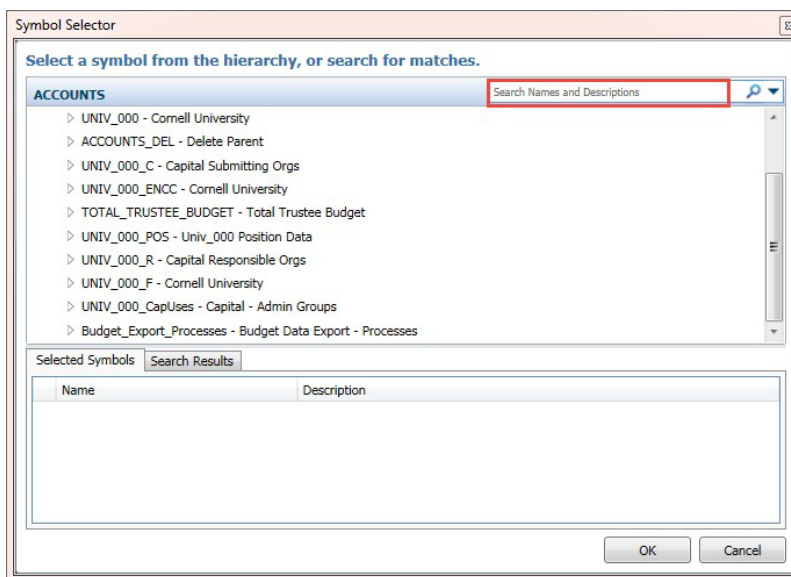 Symbol Selector
Select a symbol from the hierarchy, or search for matches.
ACCOUNTS
Search Names and Descriptions
UNIV_000 - Cornell University
ACCOUNTS_DEL - Delete Parent
UNIV_000_C - Capital Submitting Orgs
UNIV_000_ENCC - Cornell University
TOTAL_TRUSTEE_BUDGET - Total Trustee Budget
UNIV_000_POS - Univ_000 Position Data
UNIV_000_R - Capital Responsible Orgs
UNIV_000_F - Cornell University
UNIV_000_CapUses - Capital - Admin Groups
Budget_Export_Processes - Budget Data Export - Processes
Selected Symbols Search Results
Name Description
OK Cancel